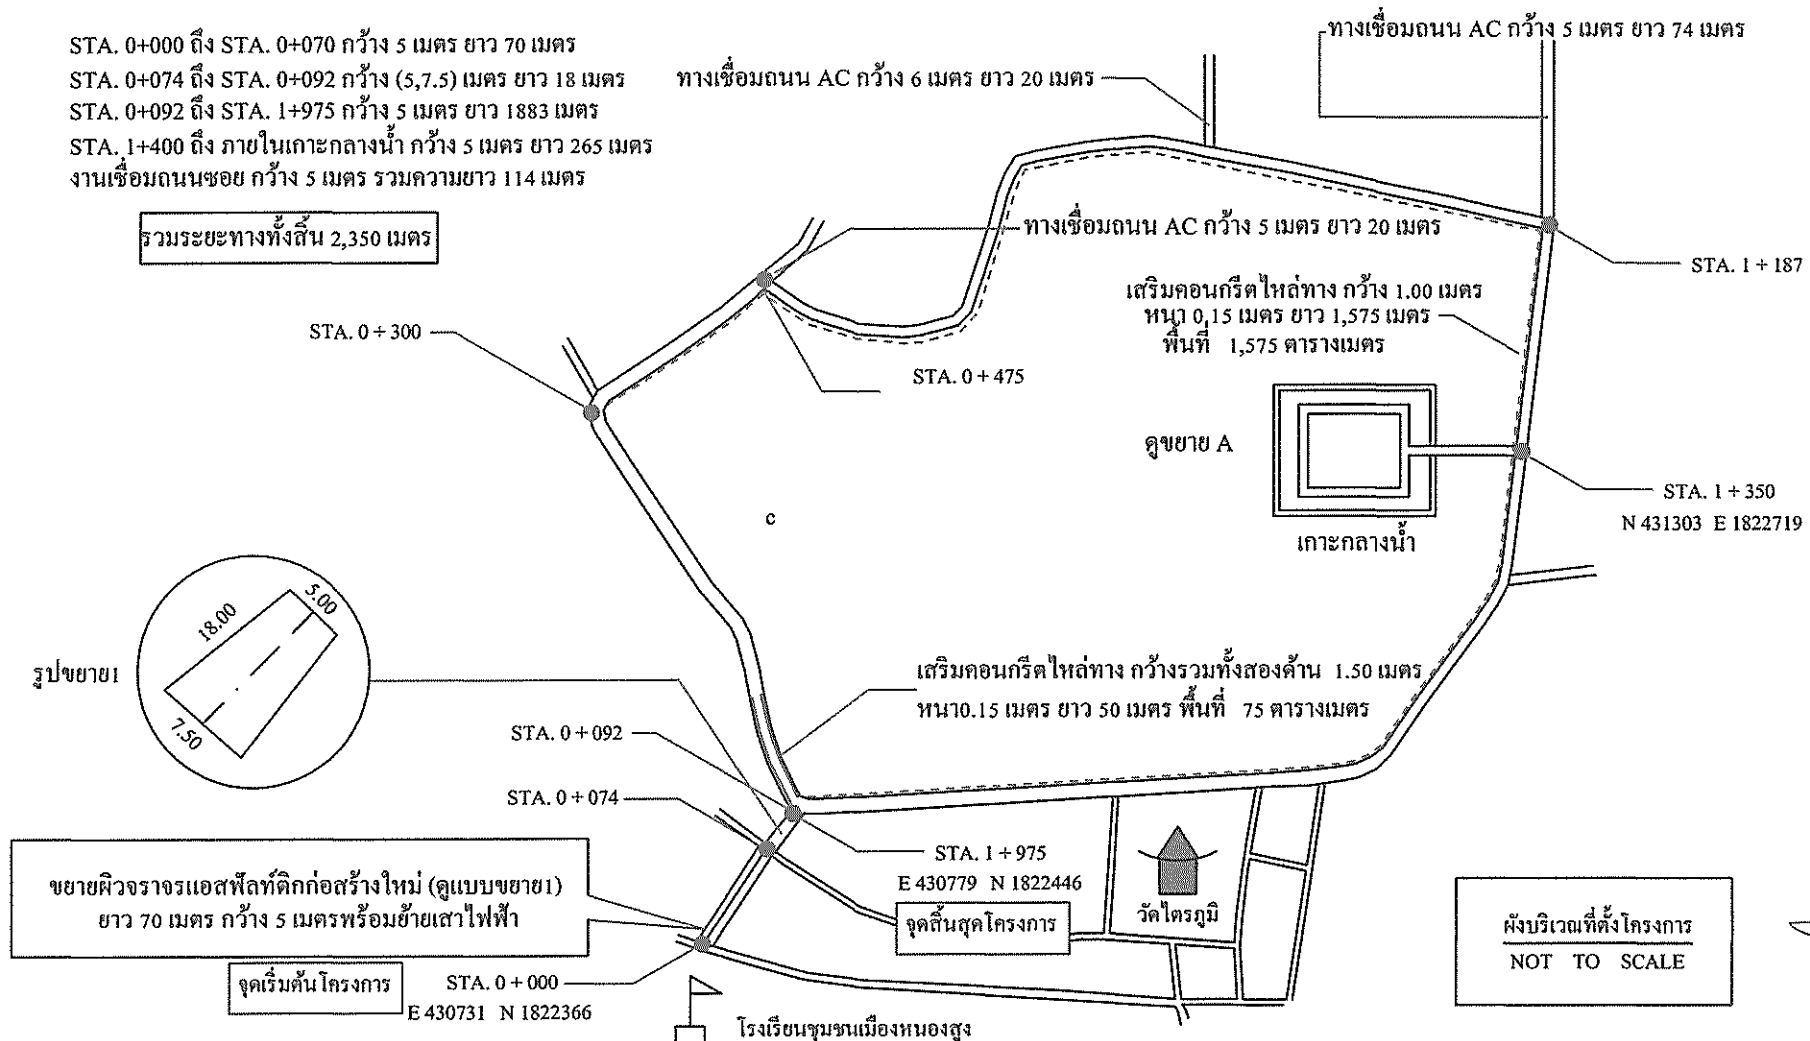 STA. 0+000 ถึง STA. 0+070 กว้าง 5 เมตร ยาว 70 เมตร
STA. 0+074 ถึง STA. 0+092 กว้าง (5,7.5) เมตร ยาว 18 เมตร
STA. 0+092 ถึง STA. 1+975 กว้าง 5 เมตร ยาว 1883 เมตร
STA. 1+400 ถึง ภายในเกาะกลางน้ำ กว้าง 5 เมตร ยาว 265 เมตร
งานเชื่อมถนนซอย กว้าง 5 เมตร รวมความยาว 114 เมตร
รวมระยะทางทั้งสิ้น 2,350 เมตร
ทางเชื่อมถนน AC กว้าง 5 เมตร ยาว 74 เมตร
ทางเชื่อมถนน AC กว้าง 6 เมตร ยาว 20 เมตร
ทางเชื่อมถนน AC กว้าง 5 เมตร ยาว 20 เมตร
STA. 1 + 187
เสริมคอนกรีตไหล่ทาง กว้าง 1.00 เมตร
หนา 0.15 เมตร ยาว 1,575 เมตร
พื้นที่ 1,575 ตารางเมตร
STA. 0 + 300
STA. 0 + 475
ดูขยาย A
STA. 1 + 350
N 431303 E 1822719
เกาะกลางน้ำ
c
5.00
18.00
7.50
รูปขยาย1
เสริมคอนกรีตไหล่ทาง กว้างรวมทั้งสองด้าน 1.50 เมตร
หนา0.15 เมตร ยาว 50 เมตร พื้นที่ 75 ตารางเมตร
STA. 0 + 092
STA. 0 + 074
STA. 1 + 975
E 430779 N 1822446
จุดสิ้นสุดโครงการ
วัดไตรภูมิ
ขยายผิวจราจรแอสฟัลท์ติกก่อสร้างใหม่ (ดูแบบขยาย1)
ยาว 70 เมตร กว้าง 5 เมตรพร้อมย้ายเสาไฟฟ้า
จุดเริ่มต้นโครงการ
STA. 0 + 000
E 430731 N 1822366
โรงเรียนชุมชนเมืองหนองสูง
ผังบริเวณที่ตั้งโครงการ
NOT TO SCALE